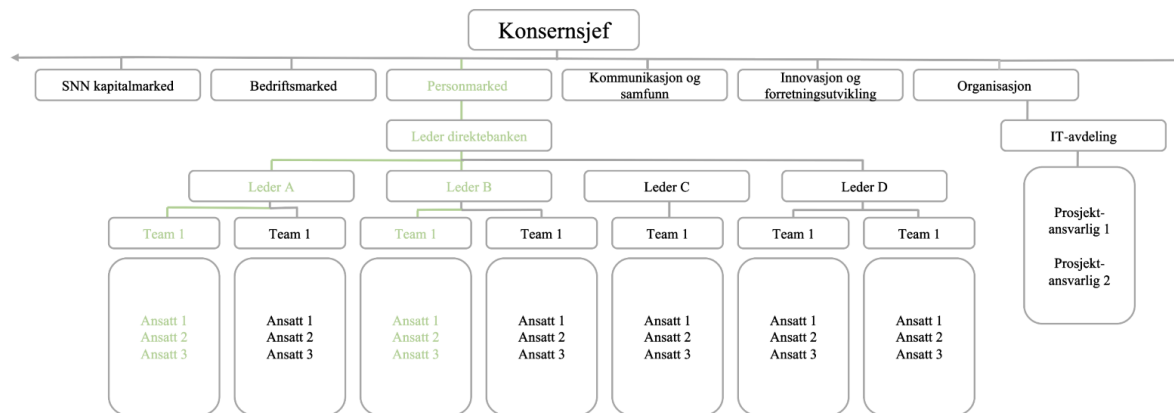 Konsernsjef
SNN kapitalmarked
Bedriftsmarked
Personmarked
Kommunikasjon og
samfunn
Innovasjon og
forretningsutvikling
Organisasjon
Leder direktebanken
IT-avdeling
Leder A
Leder B
Leder C
Leder D
Team 1
Team 1
Team 1
Team 1
Team 1
Team 1
Team 1
Prosjekt-
ansvarlig 1
Prosjekt-
ansvarlig 2
Ansatt 1
Ansatt 2
Ansatt 3
Ansatt 1
Ansatt 2
Ansatt 3
Ansatt 1
Ansatt 2
Ansatt 3
Ansatt 1
Ansatt 2
Ansatt 3
Ansatt 1
Ansatt 2
Ansatt 3
Ansatt 1
Ansatt 2
Ansatt 3
Ansatt 1
Ansatt 2
Ansatt 3